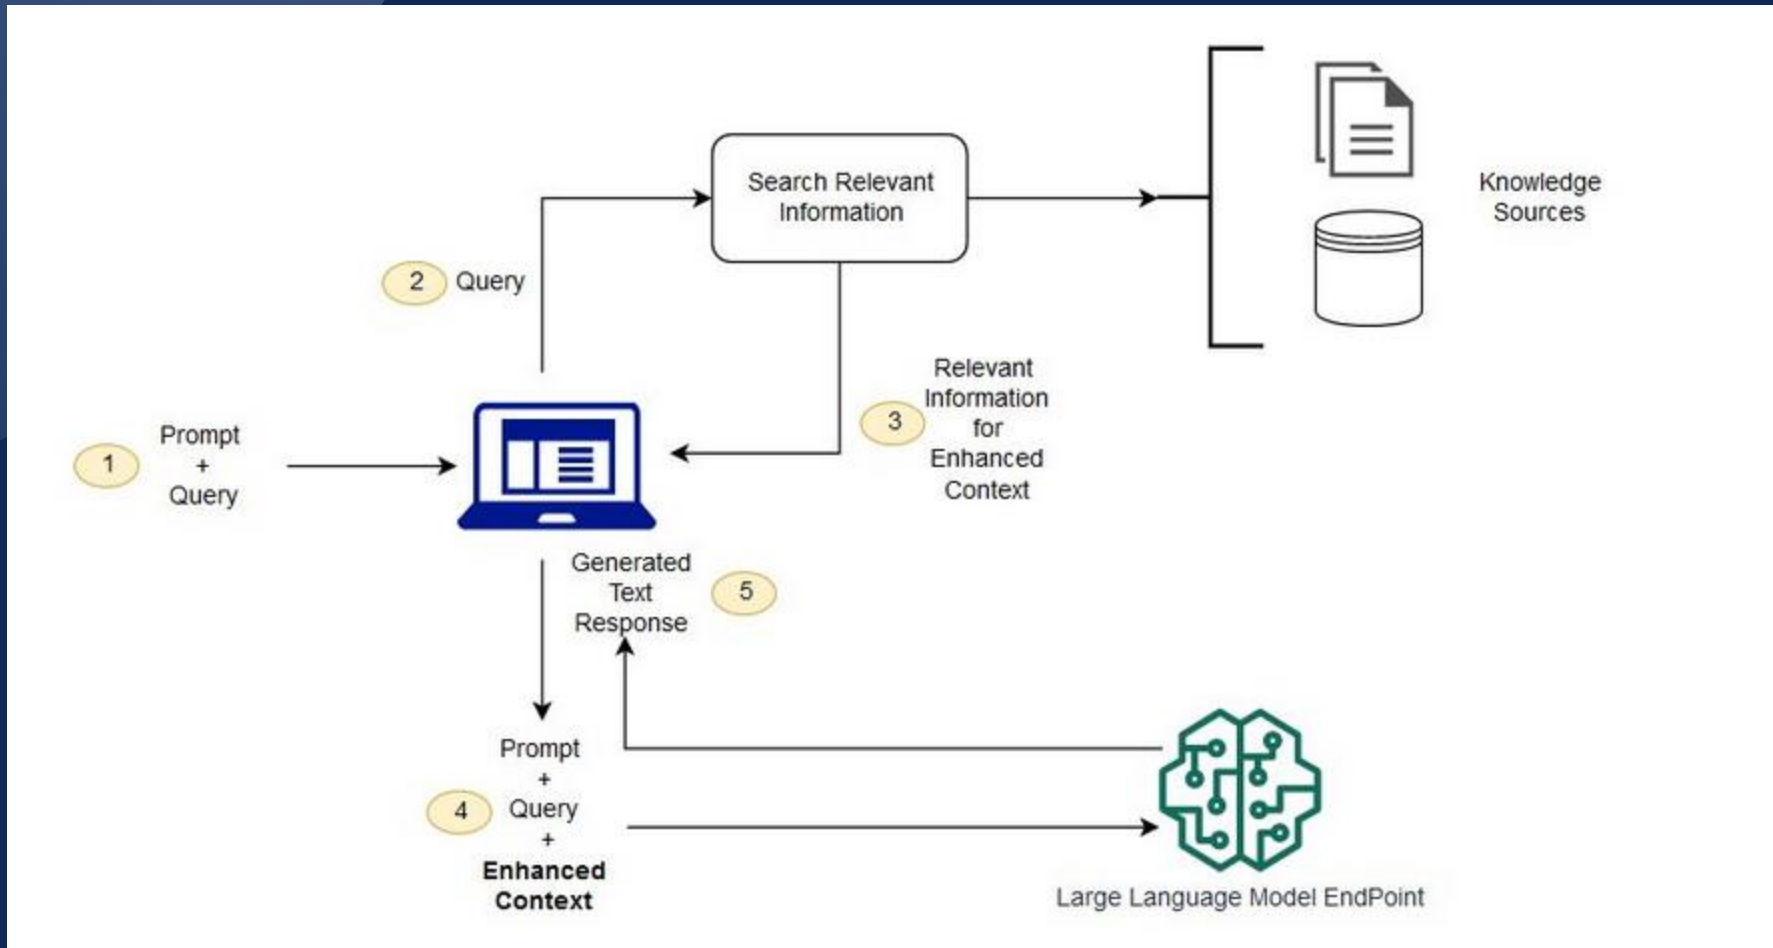 Search Relevant
Information
Knowledge
Sources
2
Query
1
Prompt
+
Query
3
Relevant
Information
for
Enhanced
Context
Generated
Text
Response
5
4
Prompt
+
Query
+
Enhanced
Context
Large Language Model EndPoint